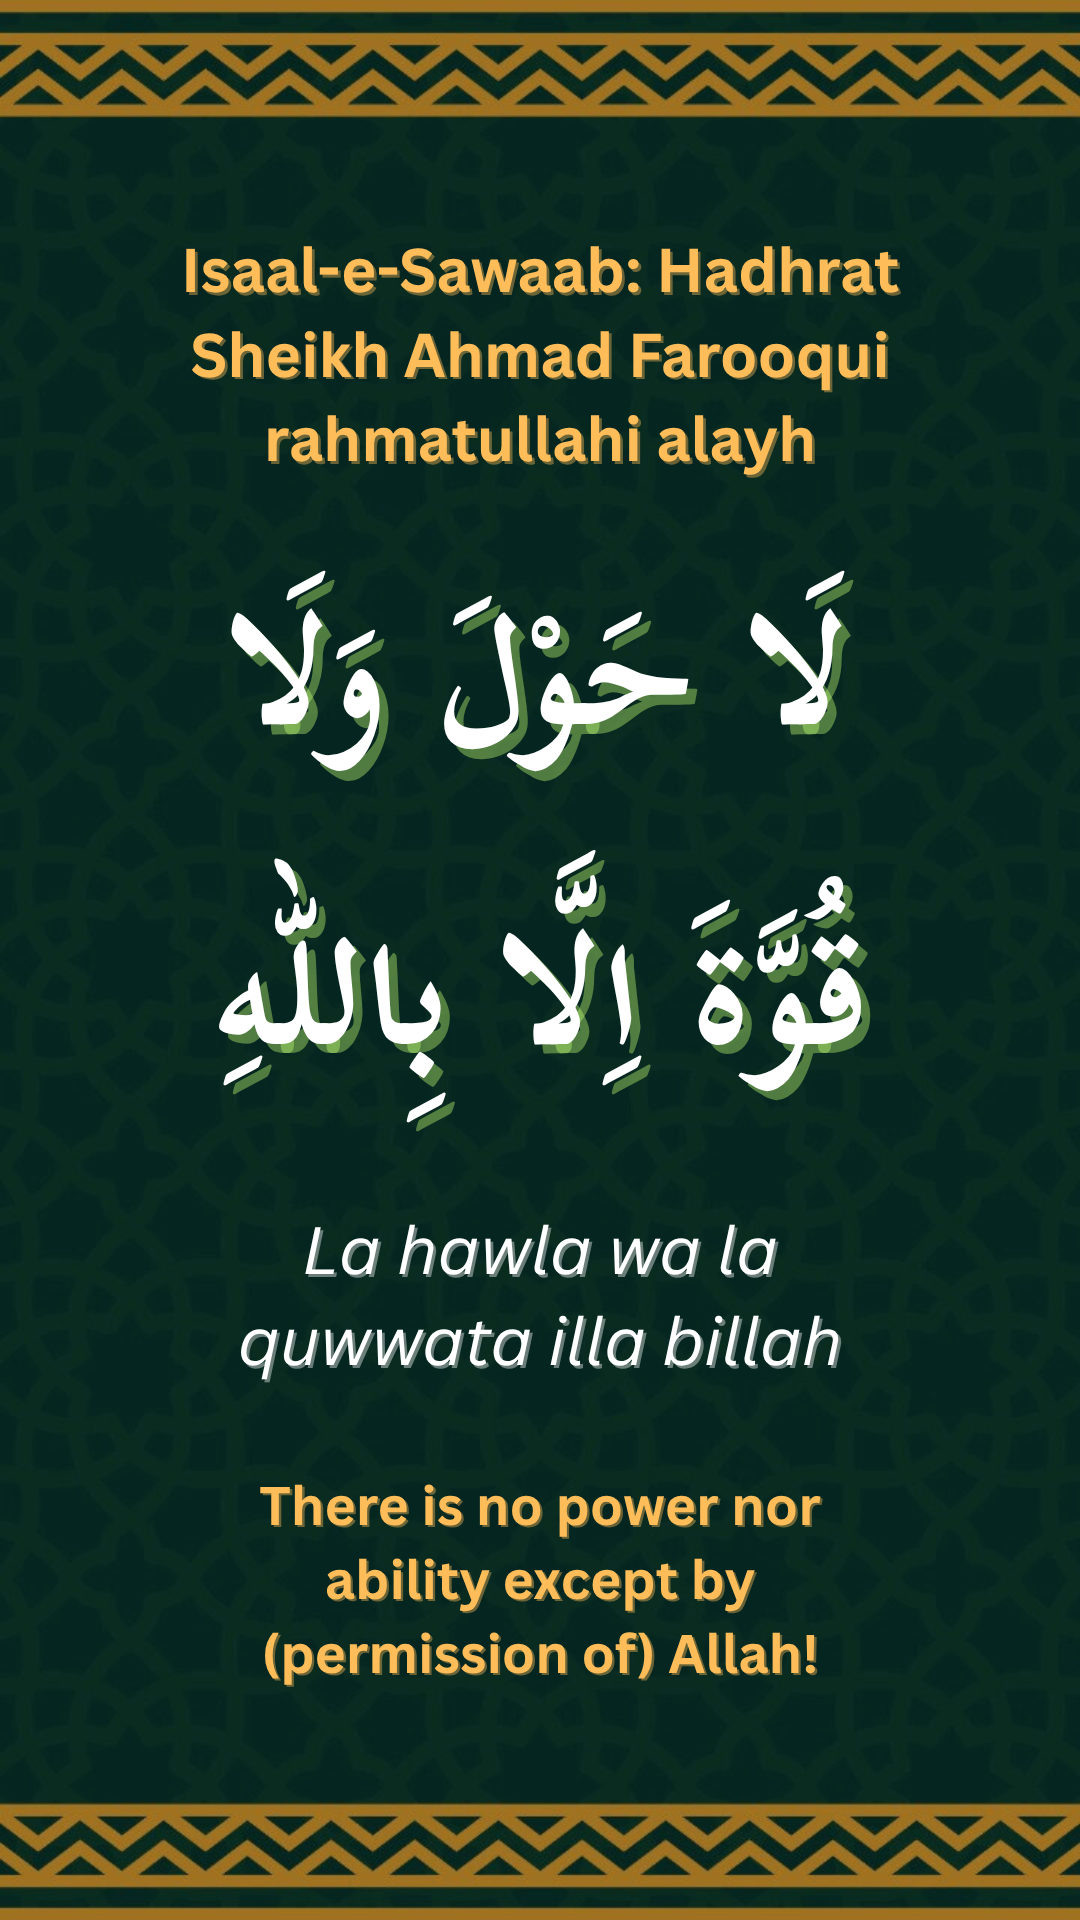 Isaal-e-Sawaab: Hadhrat
Sheikh Ahmad Farooqui
rahmatullahi alayh
لَا حَوْلَ وَلَا
قُوَّةَ اِلَّا بِاللّٰهِ
La hawla wa la
quwwata illa billah
There is no power nor
ability except by
(permission of) Allah!